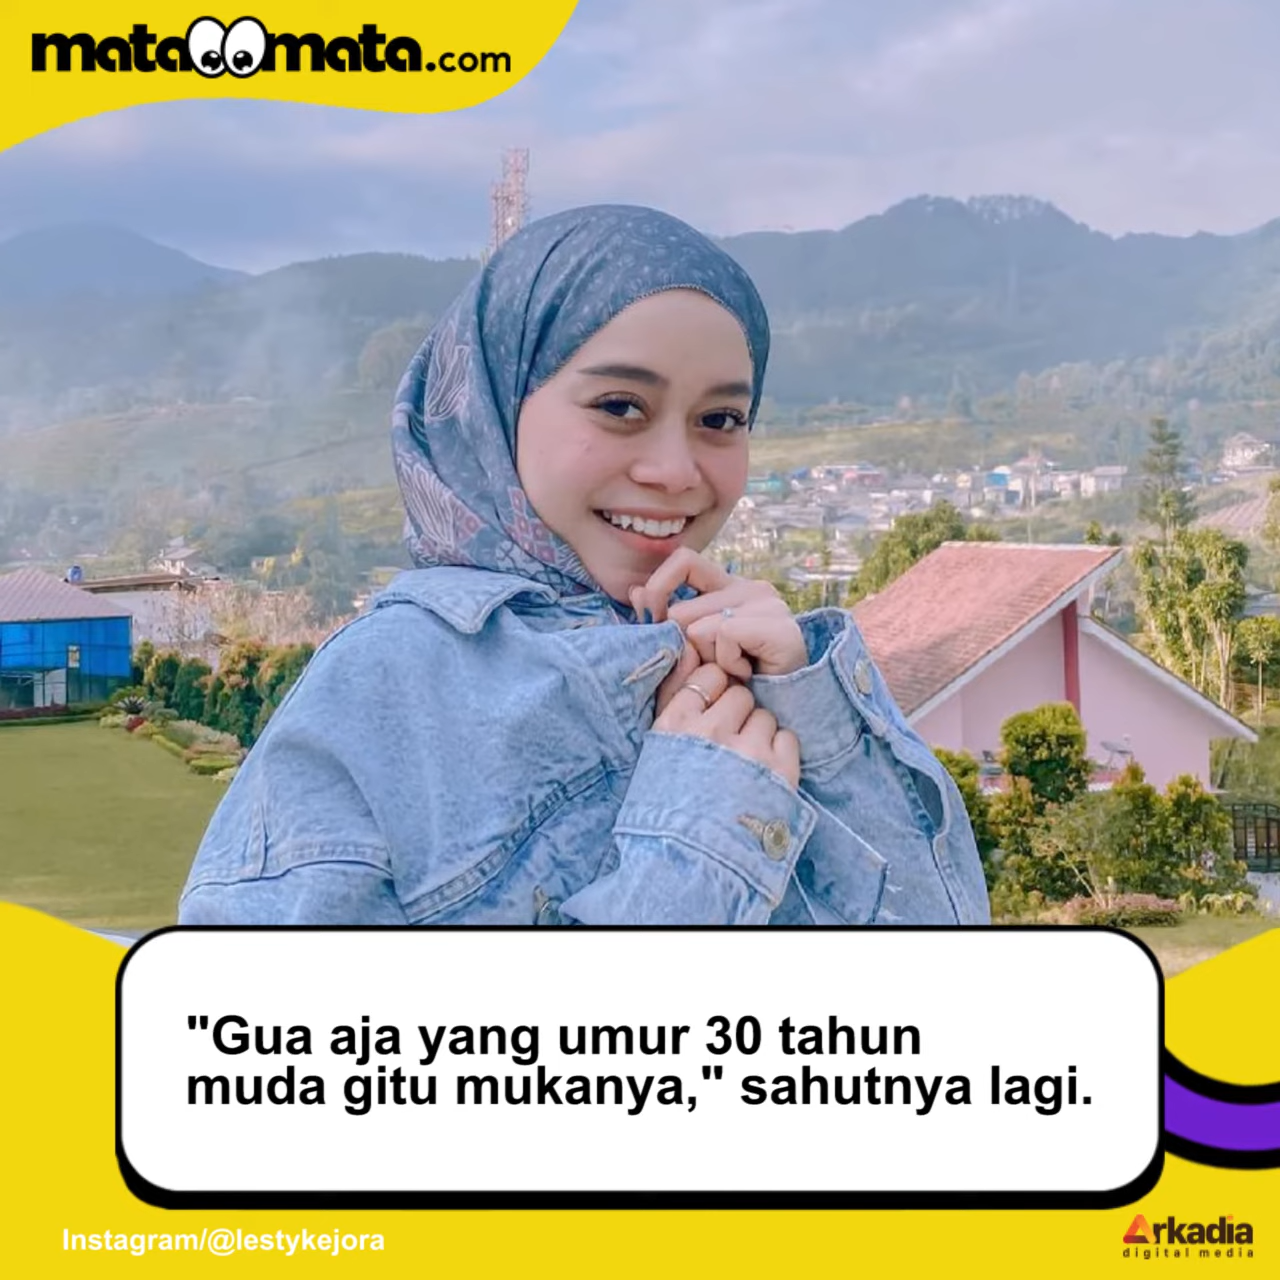 matamata.com
"Gua aja yang umur 30 tahun
muda gitu mukanya," sahutnya lagi.
Instagram/@lestykejora
Arkadia
digital media